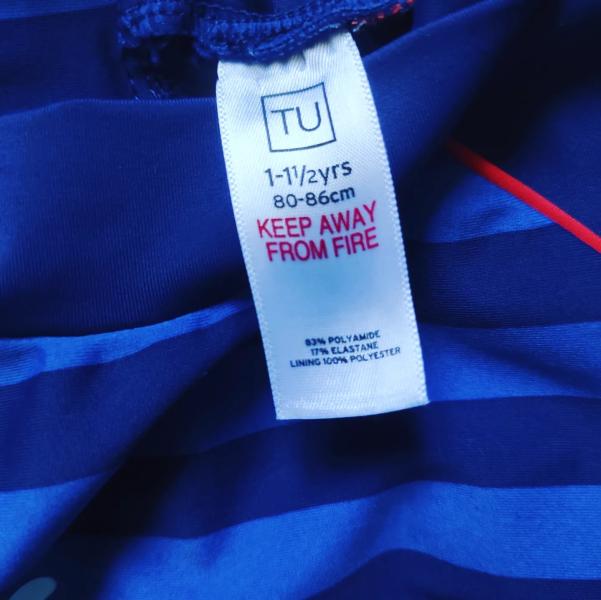 TU
1-1½yrs
80-86cm
KEEP AWAY
FROM FIRE
83% POLYAMIDE
17% ELASTANE
LINING 100% POLYESTER